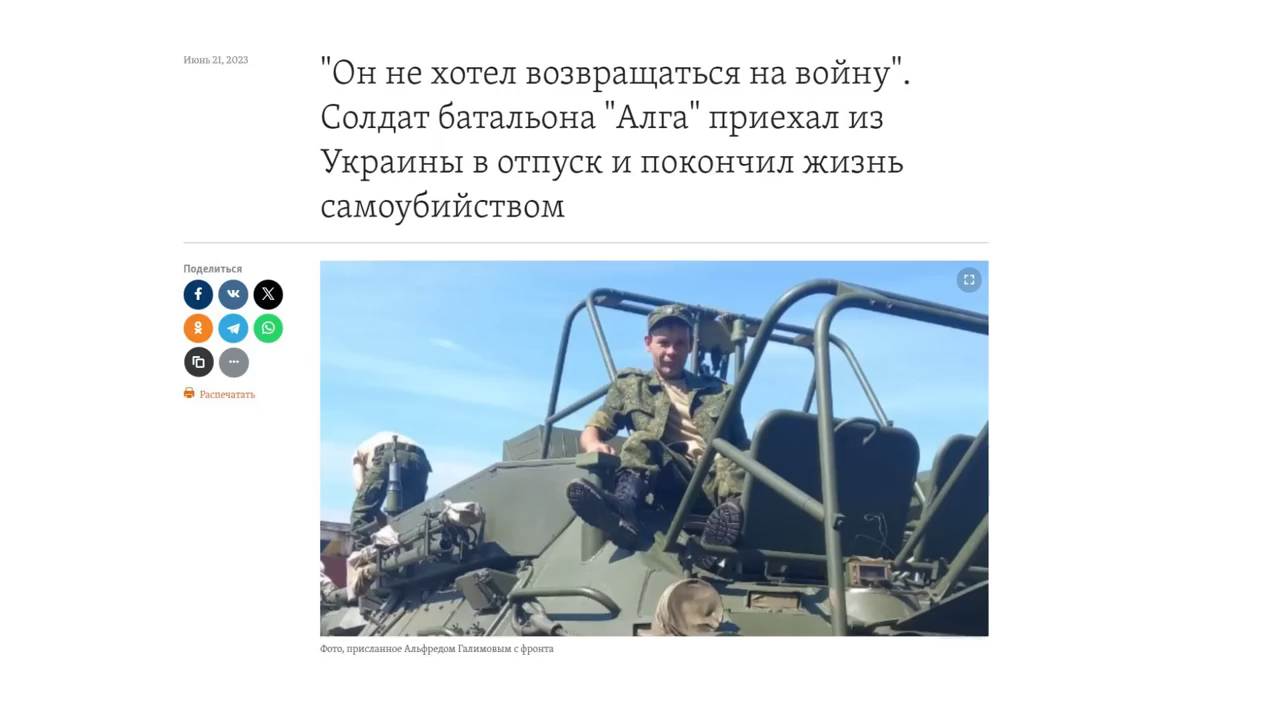 Июнь 21, 2023
"Он не хотел возвращаться на войну".
Солдат батальона "Алга" приехал из
Украины в отпуск и покончил жизнь
самоубийством
Поделиться
Распечатать
Фото, присланное Альфредом Галимовым с фронта